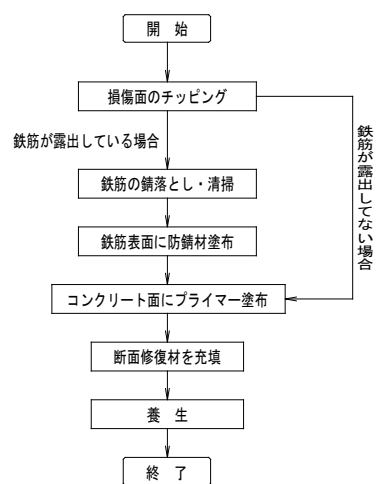 開　始
損傷面のチッピング
鉄筋が露出している場合
鉄筋が露出してない場合
鉄筋の錆落とし・清掃
鉄筋表面に防錆材塗布
コンクリート面にプライマー塗布
断面修復材を充填
養　生
終　了